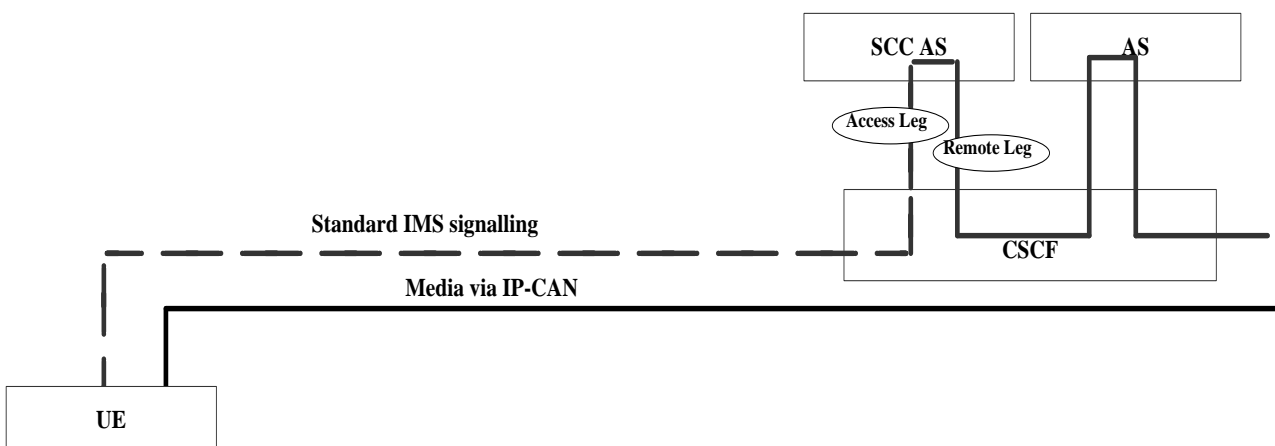 SCC AS
AS
Access Leg
Remote Leg
Standard IMS signalling
CSCF
Media via IP-CAN
UE